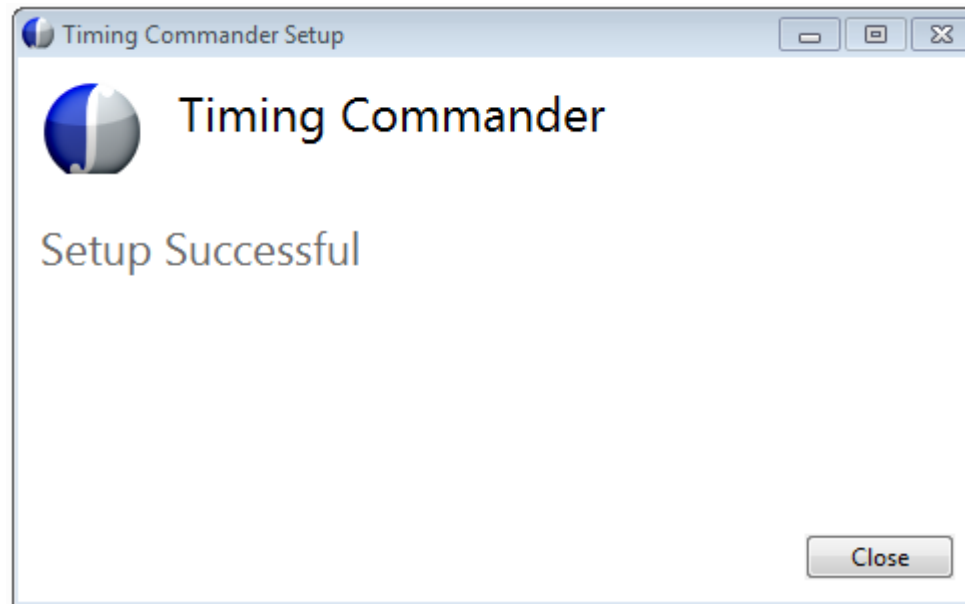 Timing Commander Setup
Timing Commander
Setup Successful
Close